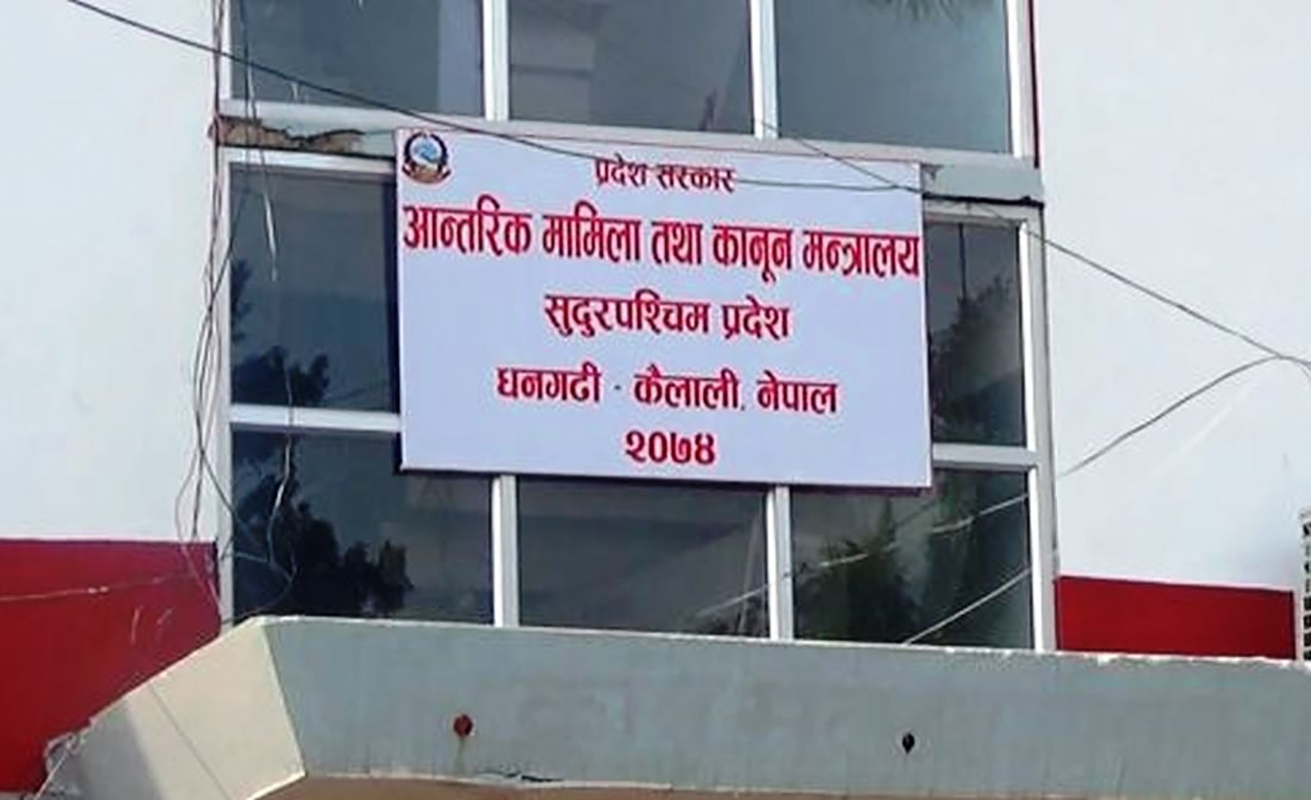 प्रदेश सरकार
आन्तरिक मामिला तथा कानून मन्त्रालय
सुदुरपश्चिम प्रदेश
धनगढी - कैलाली, नेपाल
२०७४